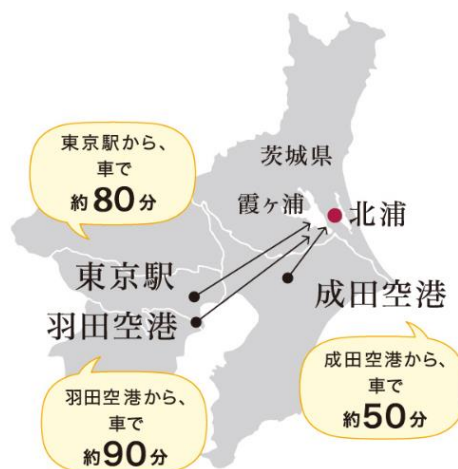 東京駅から、
車で
約80分
茨城県
霞ヶ浦
北浦
東京駅
羽田空港
成田空港
羽田空港から、
車で
約90分
成田空港から、
車で
約50分